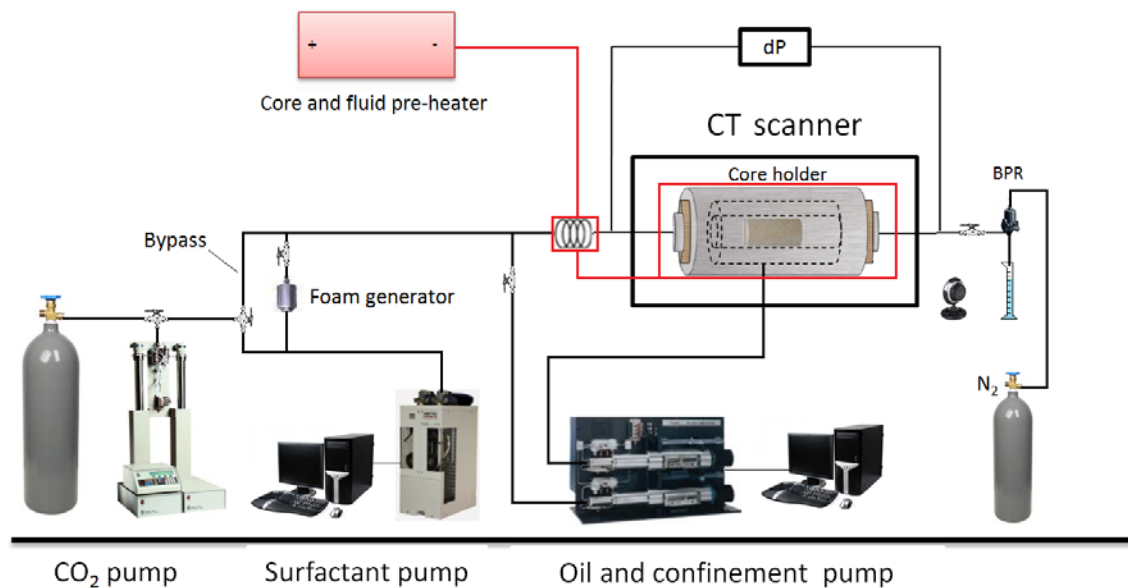 + -
Core and fluid pre-heater
dP
CT scanner
Core holder
BPR
Bypass
Foam generator
N₂
CO₂ pump
Surfactant pump
Oil and confinement pump